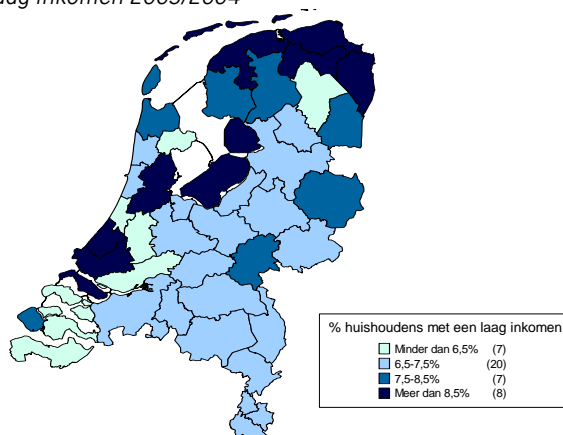 laag inkomen 2003/2004
% huishoudens met een laag inkomen
Minder dan 6,5% (7)
6,5-7,5% (20)
7,5-8,5% (7)
Meer dan 8,5% (8)